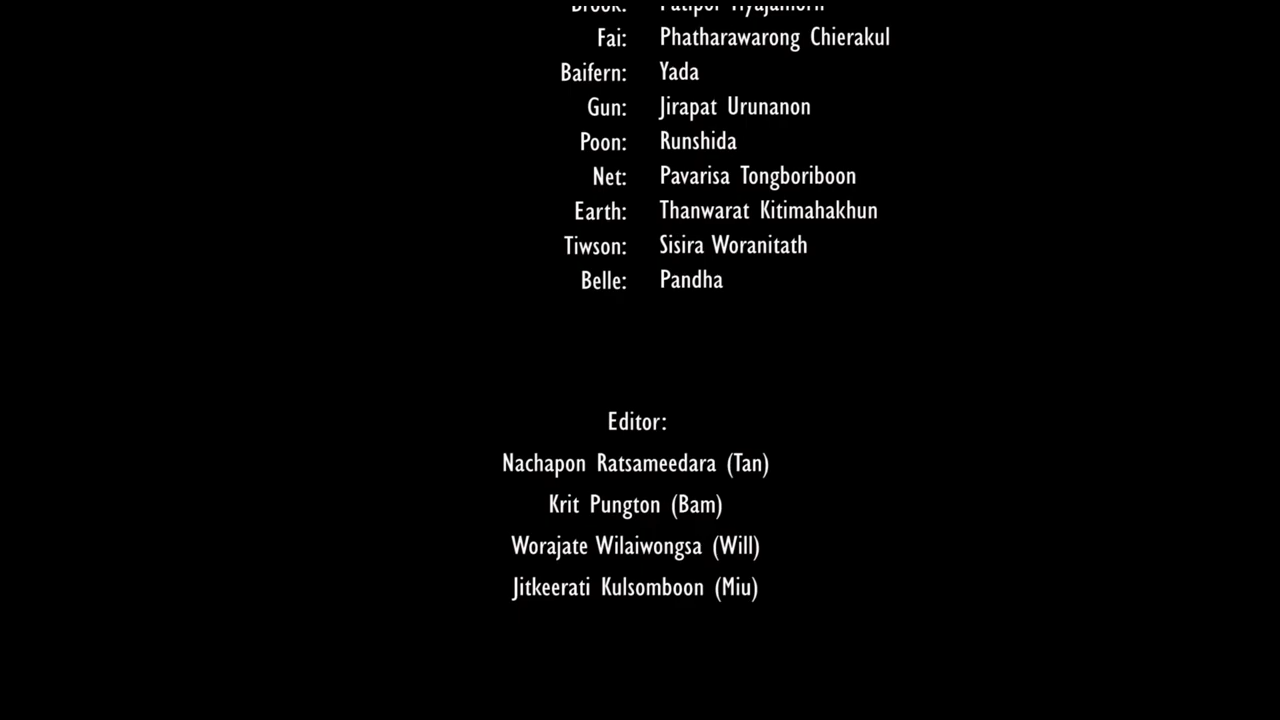 Fai: Phatharawarong Chierakul
Baifern: Yada
Gun: Jirapat Urunanon
Poon: Runshida
Net: Pavarisa Tongboriboon
Earth: Thanwarat Kitimahakhun
Tiwson: Sisira Woranitath
Belle: Pandha
Editor:
Nachapon Ratsameedara (Tan)
Krit Pungton (Bam)
Worajate Wilaiwongsa (Will)
Jitkeerati Kulsomboon (Miu)